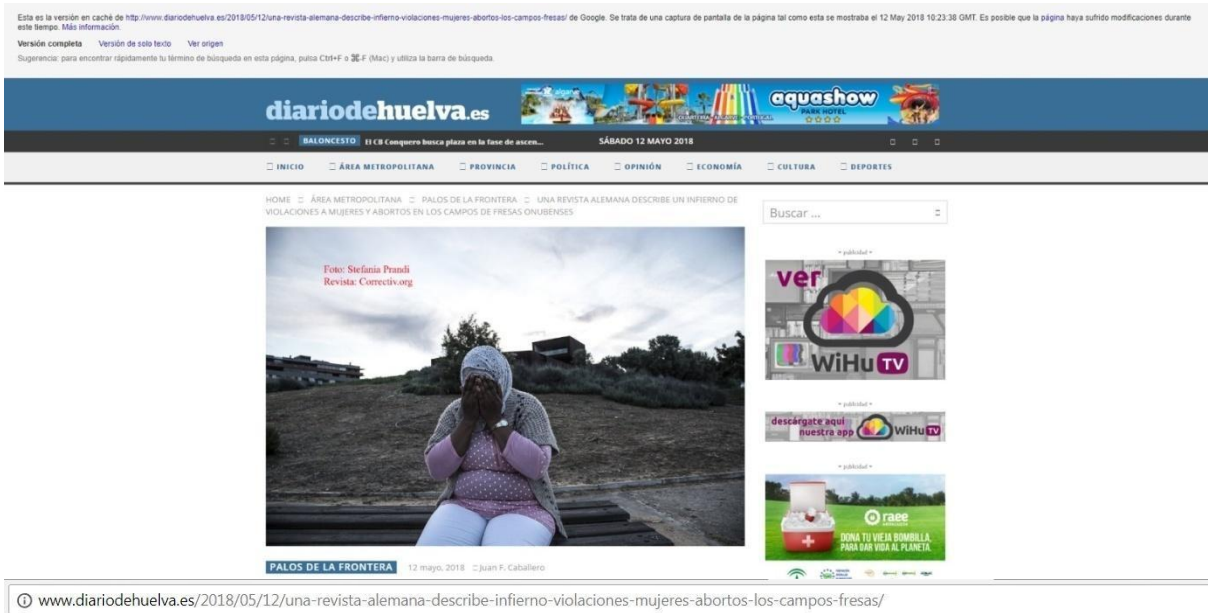 Esta es la versión en caché de http://www.diariodehuelva.es/2018/05/12/una-revista-alemana-describe-infierno-violaciones-mujeres-abortos-los-campos-fresas/ de Google. Se trata de una captura de pantalla de la página tal como esta se mostraba el 12 May 2018 10:23:38 GMT. Es posible que la página haya sufrido modificaciones durante
este tiempo. Más información.
Versión completa Versión de solo texto Ver origen
Sugerencia: para encontrar rápidamente tu término de búsqueda en esta página, pulsa Ctrl+F o ⌘-F (Mac) y utiliza la barra de búsqueda.
diariodehuelva.es
aquashow
PARK HOTEL
BALONCESTO El CB Conquero busca plaza en la fase de ascen... SÁBADO 12 MAYO 2018
INICIO ÁREA METROPOLITANA PROVINCIA POLÍTICA OPINIÓN ECONOMÍA CULTURA DEPORTES
HOME ÁREA METROPOLITANA PALOS DE LA FRONTERA UNA REVISTA ALEMANA DESCRIBE UN INFIERNO DE
VIOLACIONES A MUJERES Y ABORTOS EN LOS CAMPOS DE FRESAS ONUBENSES
Buscar ...
Foto: Stefania Prandi
Revista: Correctiv.org
- publicidad -
ver
WiHu TV
- publicidad -
descárgate aquí
nuestra app WiHu TV
- publicidad -
raee
DONA TU VIEJA BOMBILLA,
PARA DAR VIDA AL PLANETA.
PALOS DE LA FRONTERA 12 mayo, 2018 Juan F. Caballero
www.diariodehuelva.es/2018/05/12/una-revista-alemana-describe-infierno-violaciones-mujeres-abortos-los-campos-fresas/